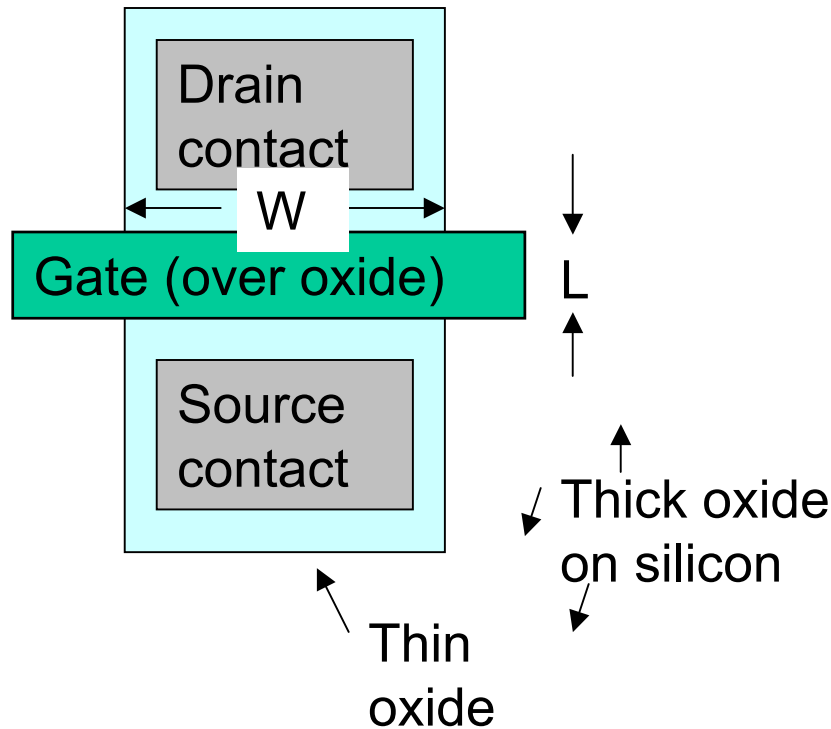 Drain
contact
W
Gate (over oxide)
L
Source
contact
Thick oxide
on silicon
Thin
oxide